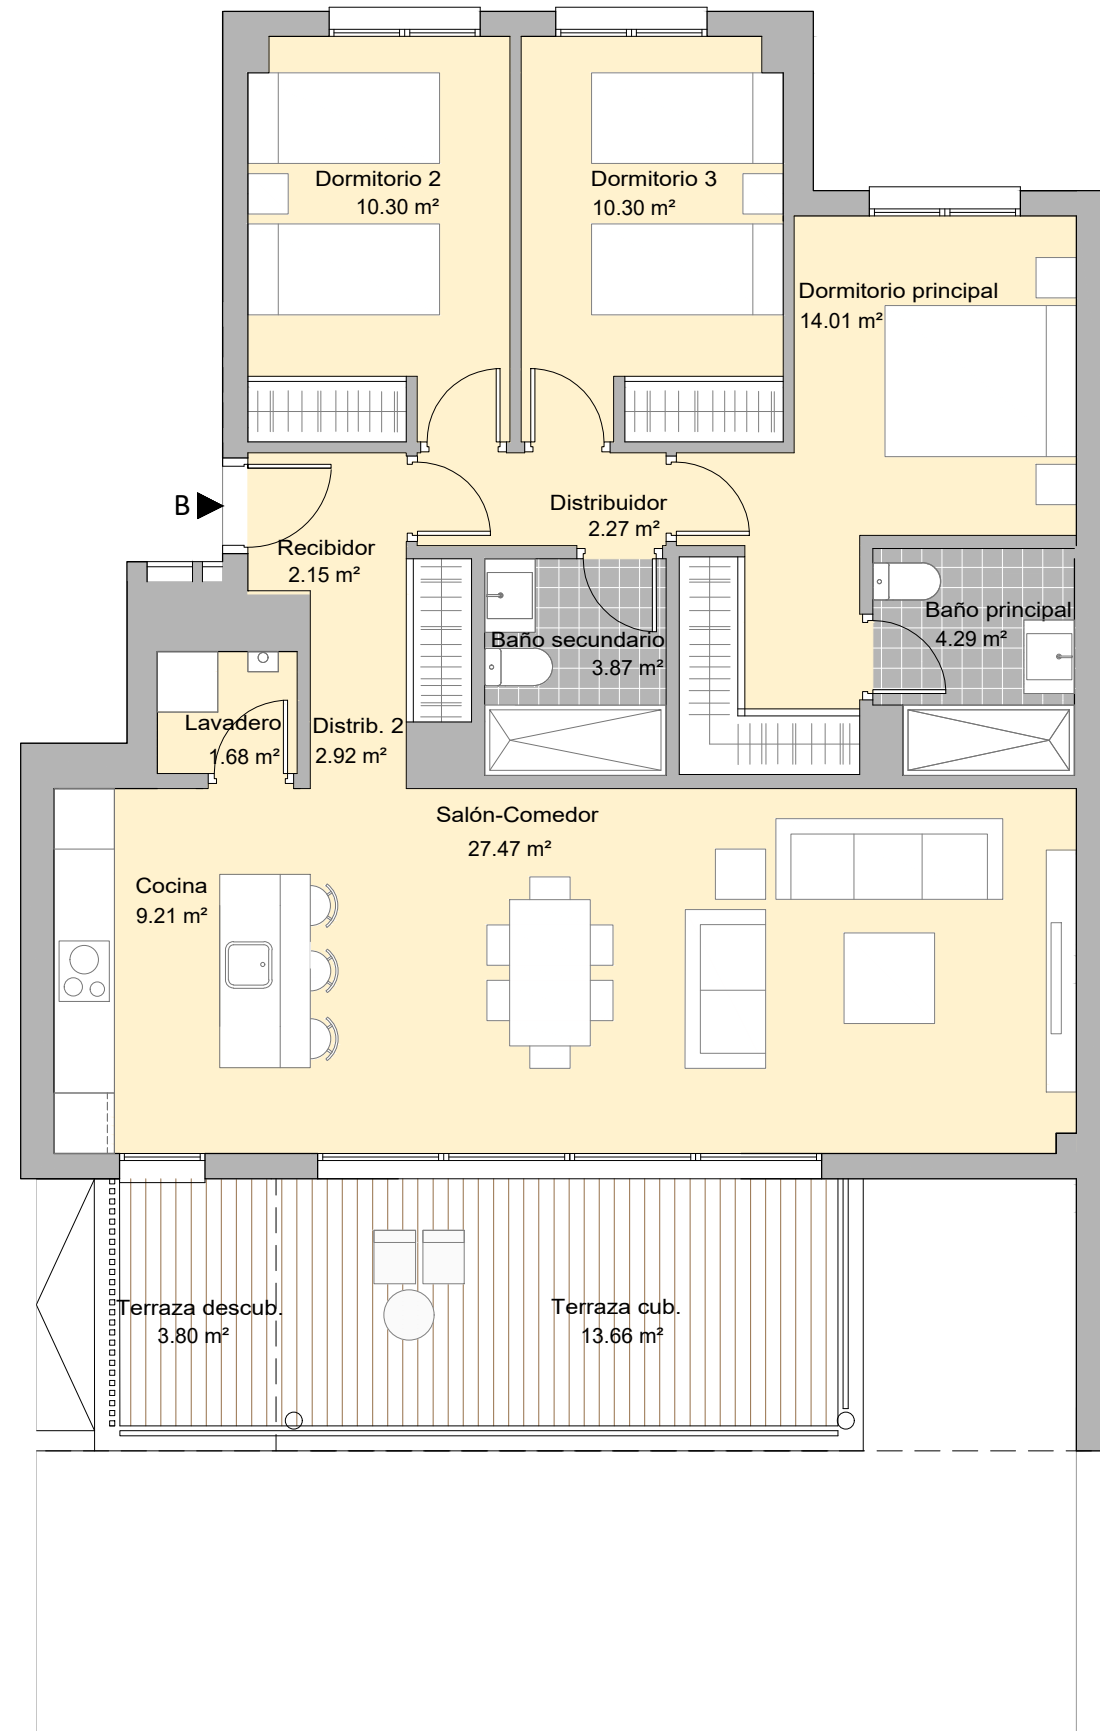 Dormitorio 2
10.30 m²
Dormitorio 3
10.30 m²
Dormitorio principal
14.01 m²
B
Distribuidor
2.27 m²
Recibidor
2.15 m²
Baño principal
4.29 m²
Baño secundario
3.87 m²
Lavadero
1.68 m²
Distrib. 2
2.92 m²
Salón-Comedor
27.47 m²
Cocina
9.21 m²
Terraza descub.
3.80 m²
Terraza cub.
13.66 m²